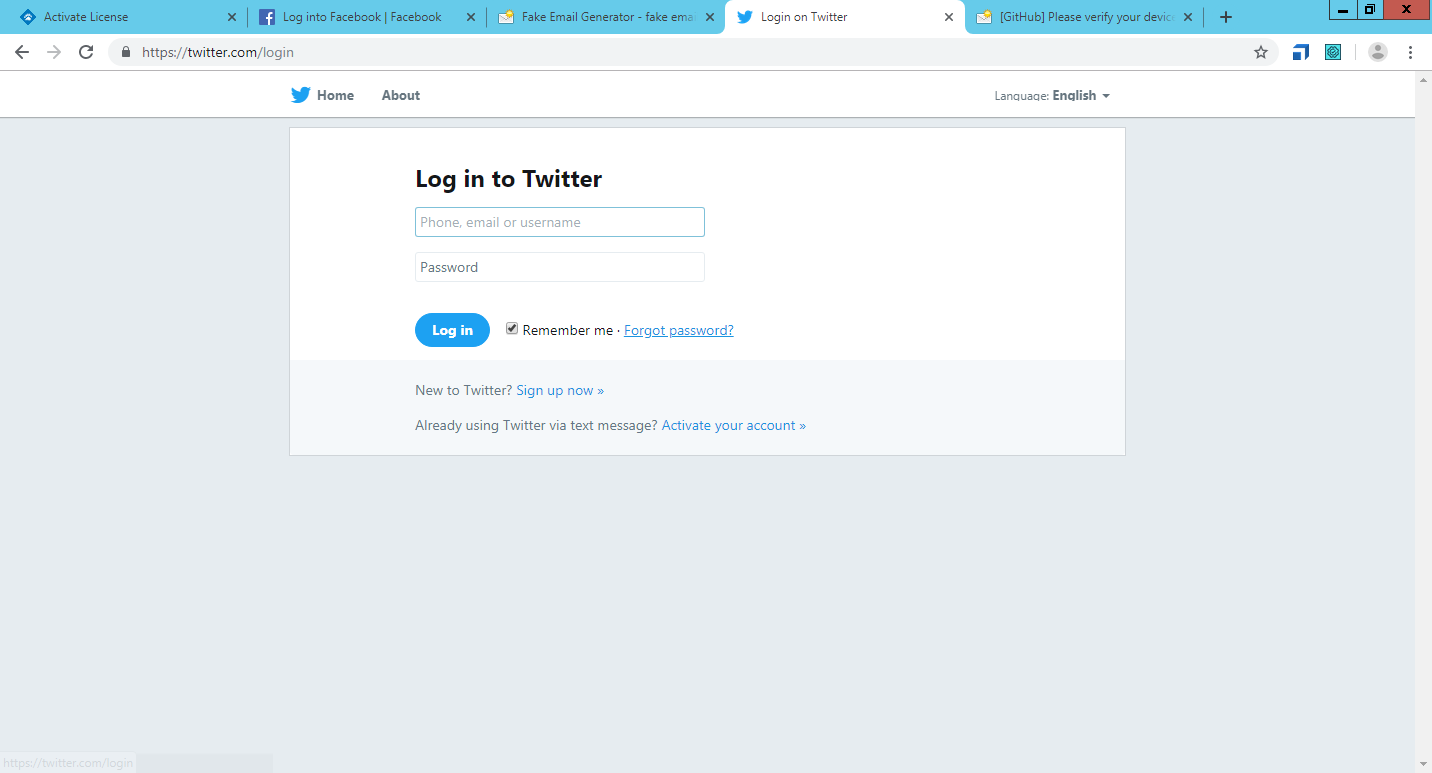 Activate License
Log into Facebook | Facebook
Fake Email Generator - fake emai
Login on Twitter
[GitHub] Please verify your devic
https://twitter.com/login
Home
About
Language: English
Log in to Twitter
Phone, email or username
Password
Log in
Remember me · Forgot password?
New to Twitter? Sign up now »
Already using Twitter via text message? Activate your account »
https://twitter.com/login